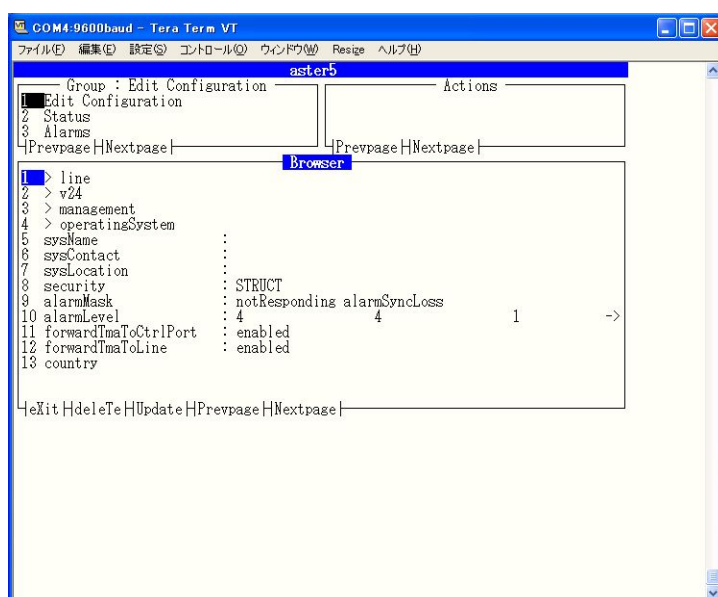 COM4:9600baud - Tera Term VT
ファイル(F) 編集(E) 設定(S) コントロール(O) ウィンドウ(W) Resize ヘルプ(H)
aster5
Group : Edit Configuration
Actions
1 Edit Configuration
2 Status
3 Alarms
Prevpage Nextpage
Prevpage Nextpage
Browser
1 > line
2 > v24
3 > management
4 > operatingSystem
5 sysName :
6 sysContact :
7 sysLocation :
8 security : STRUCT
9 alarmMask : notResponding alarmSyncLoss
10 alarmLevel : 4 4 1 ->
11 forwardTmaToCtrlPort : enabled
12 forwardTmaToLine : enabled
13 country
eXit deleTe Update Prevpage Nextpage